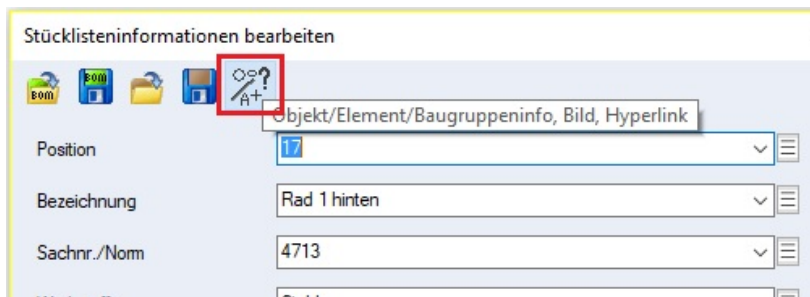 Stücklisteninformationen bearbeiten
BOM BOM ? A+
Objekt/Element/Baugruppeninfo, Bild, Hyperlink
Position 17
Bezeichnung Rad 1 hinten
Sachnr./Norm 4713